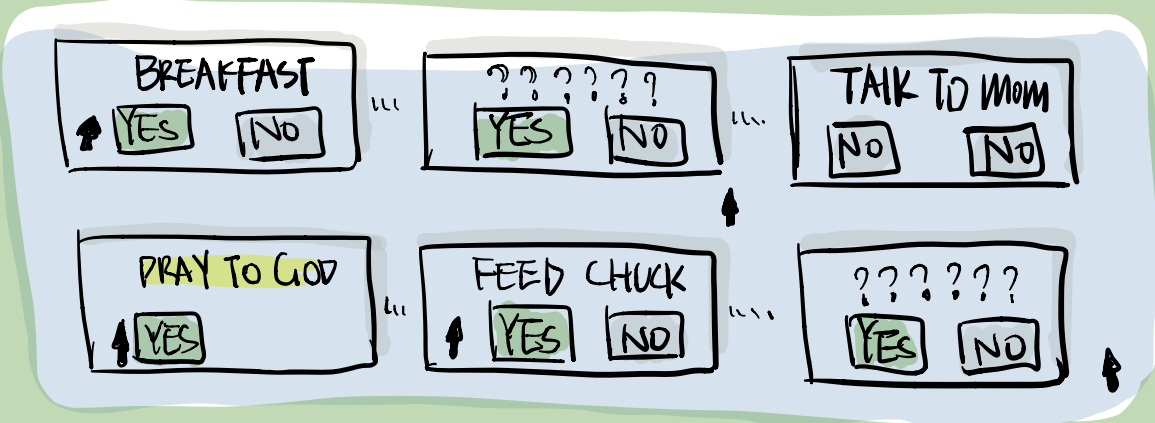 BREAKFAST
YES NO
? ? ? ? ? ?
YES NO
TALK TO MOM
NO NO
PRAY TO GOD
YES
FEED CHUCK
YES NO
? ? ? ? ? ?
YES NO